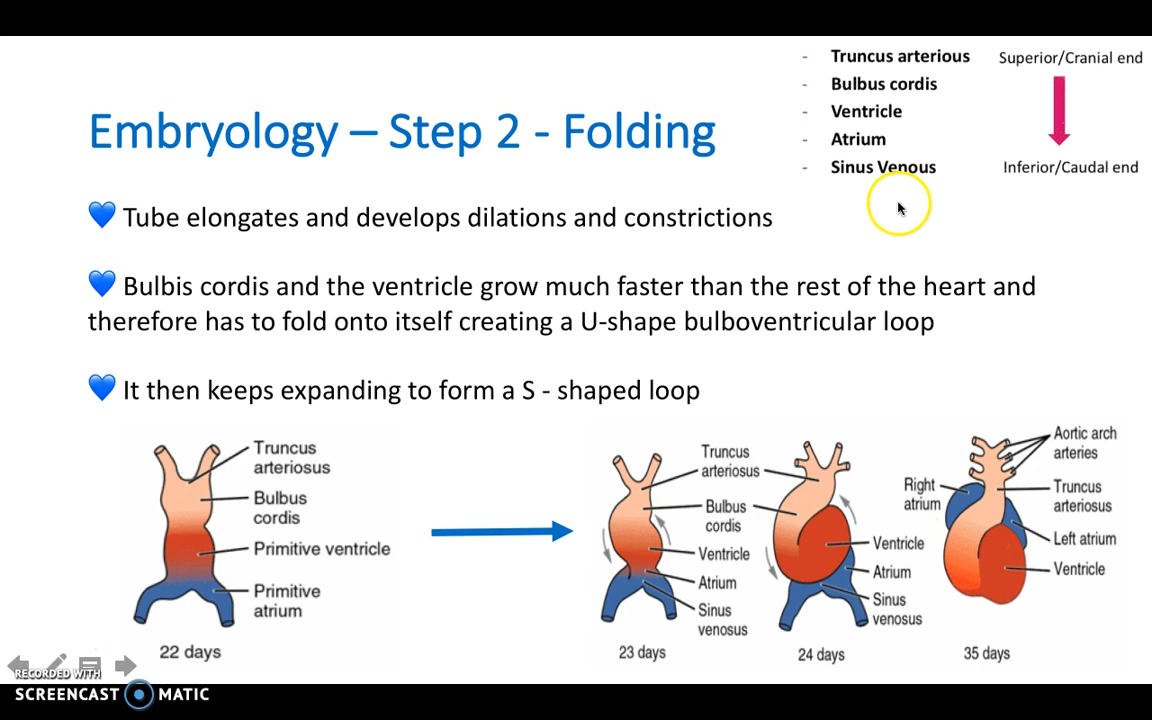 - Truncus arterious
- Bulbus cordis
- Ventricle
- Atrium
- Sinus Venous
Superior/Cranial end
Inferior/Caudal end
Embryology – Step 2 - Folding
💙 Tube elongates and develops dilations and constrictions
💙 Bulbis cordis and the ventricle grow much faster than the rest of the heart and
therefore has to fold onto itself creating a U-shape bulboventricular loop
💙 It then keeps expanding to form a S - shaped loop
Truncus
arteriosus
Bulbus
cordis
Primitive ventricle
Primitive
atrium
22 days
Truncus
arteriosus
Bulbus
cordis
Ventricle
Atrium
Sinus
venosus
23 days
Ventricle
Atrium
Sinus
venosus
24 days
Right
atrium
Aortic arch
arteries
Truncus
arteriosus
Left atrium
Ventricle
35 days
RECORDED WITH
SCREENCAST MATIC